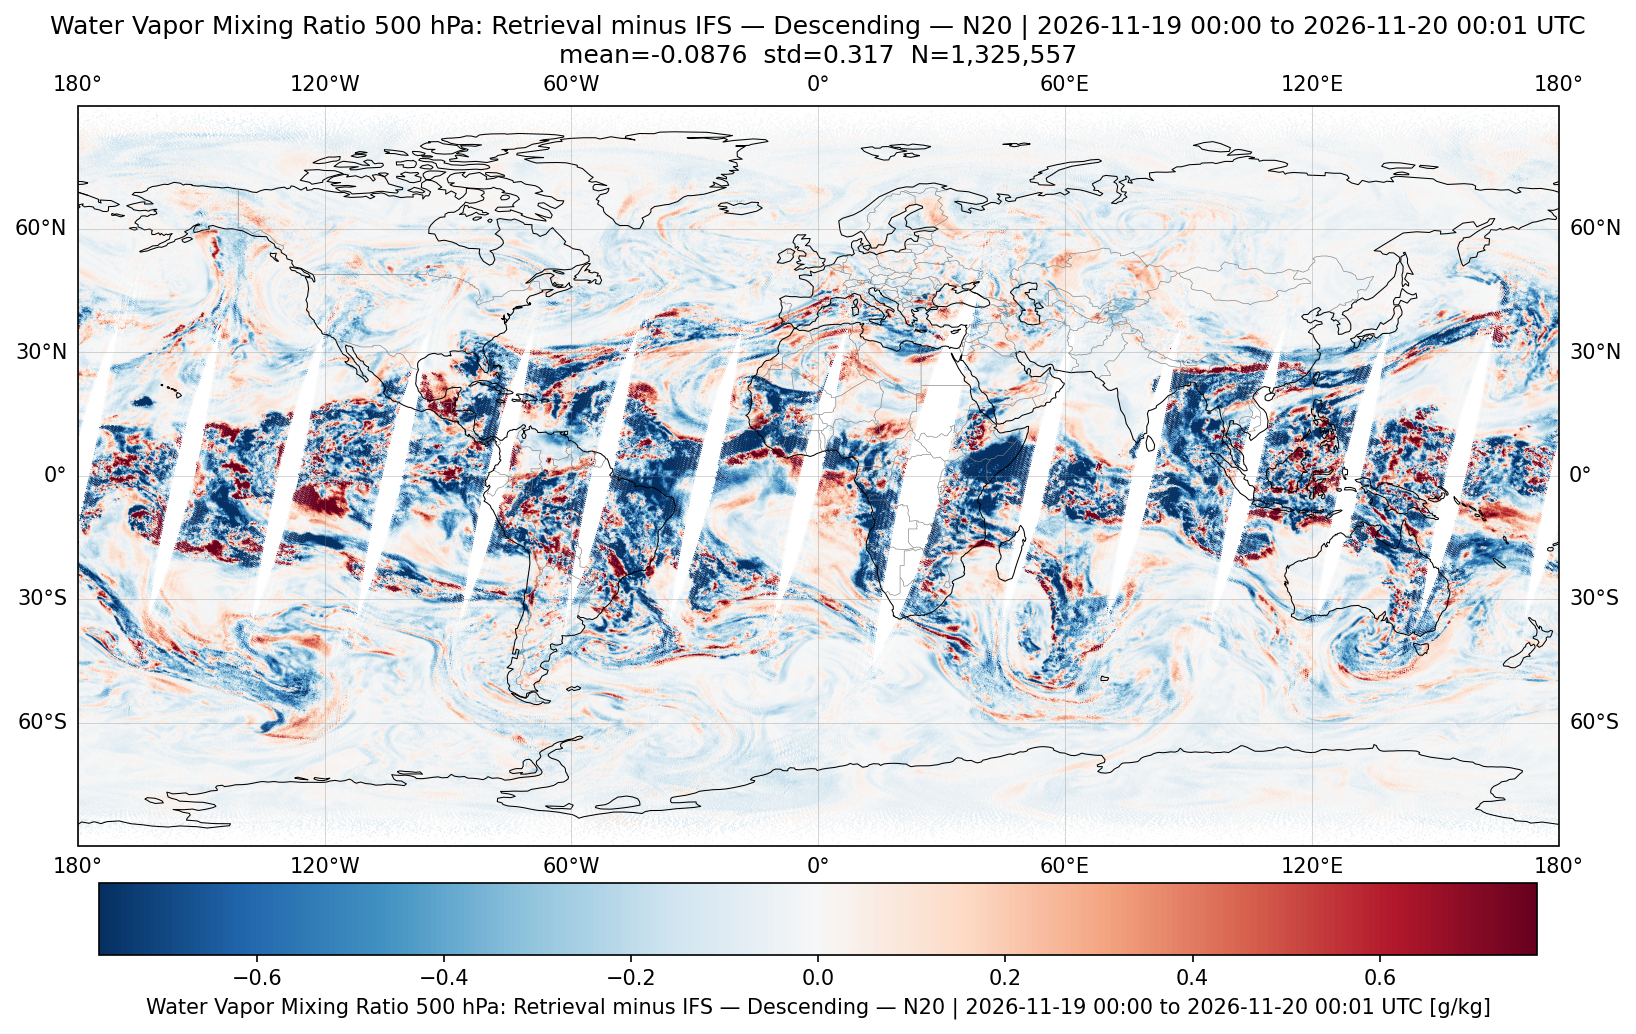 Water Vapor Mixing Ratio 500 hPa: Retrieval minus IFS — Descending — N20 | 2026-11-19 00:00 to 2026-11-20 00:01 UTC
mean=-0.0876  std=0.317  N=1,325,557
180° 120°W 60°W 0° 60°E 120°E 180°
60°N 60°N
30°N 30°N
0° 0°
30°S 30°S
60°S 60°S
180° 120°W 60°W 0° 60°E 120°E 180°
−0.6 −0.4 −0.2 0.0 0.2 0.4 0.6
Water Vapor Mixing Ratio 500 hPa: Retrieval minus IFS — Descending — N20 | 2026-11-19 00:00 to 2026-11-20 00:01 UTC [g/kg]